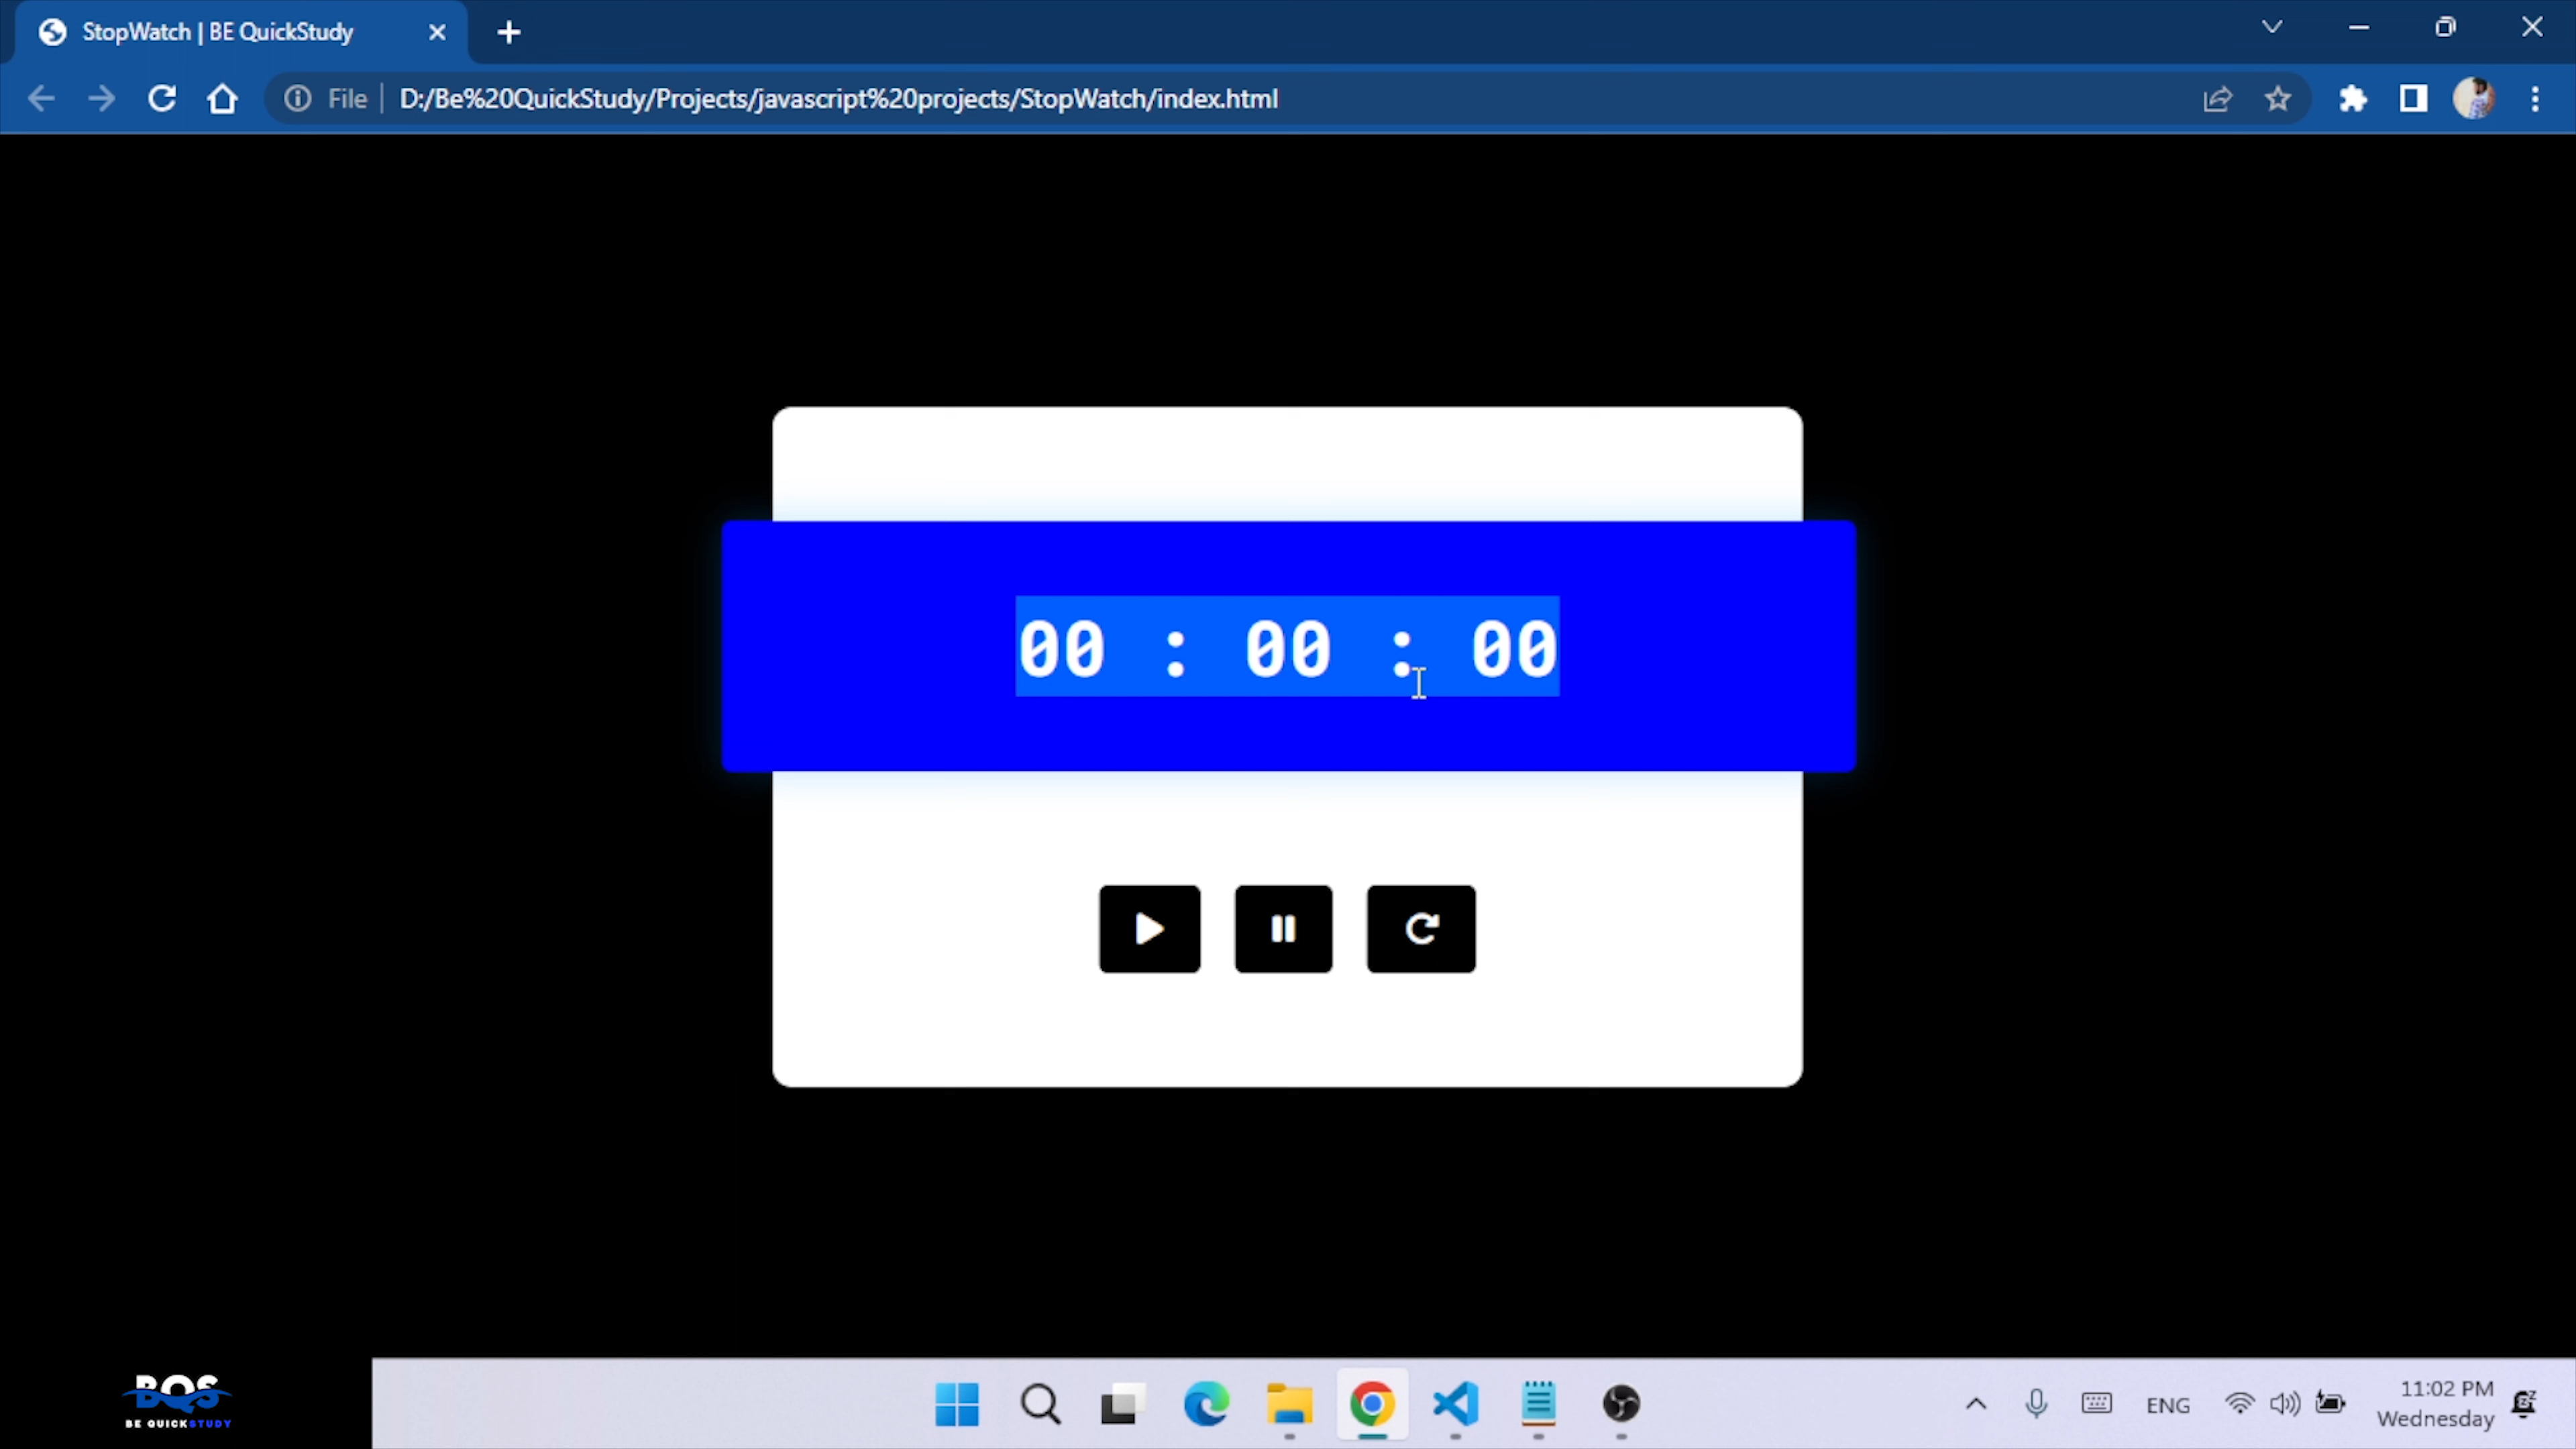 StopWatch | BE QuickStudy
File | D:/Be%20QuickStudy/Projects/javascript%20projects/StopWatch/index.html
00 : 00 : 00
BQS
BE QUICKSTUDY
ENG
11:02 PM
Wednesday